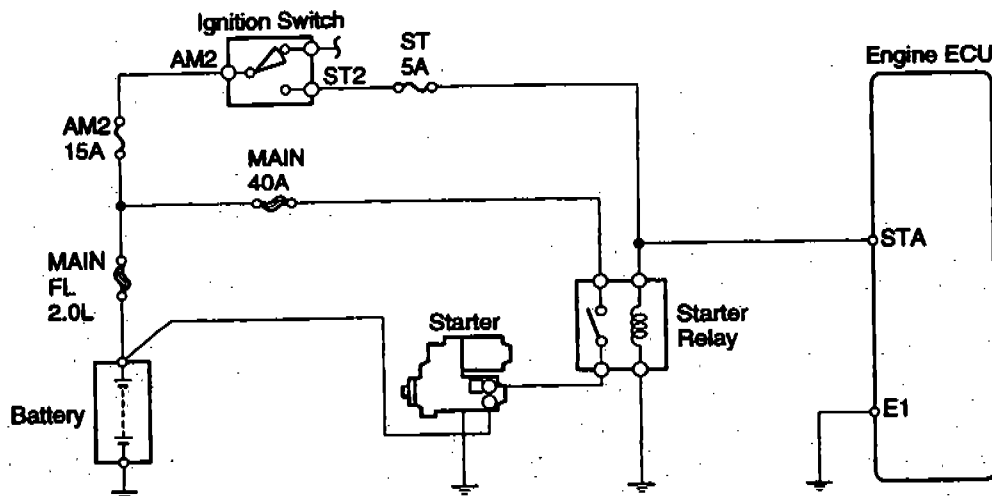 Ignition Switch
AM2
ST2
ST
5A
Engine ECU
AM2
15A
MAIN
40A
STA
MAIN
FL
2.0L
Starter
Starter
Relay
Battery
E1